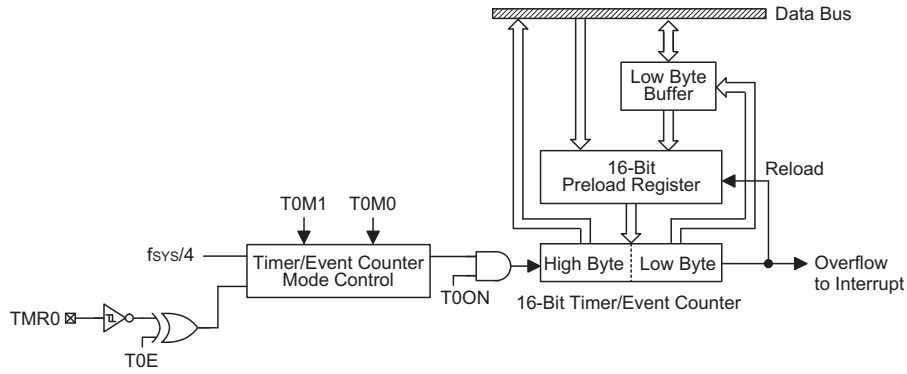 Data Bus
Low Byte
Buffer
16-Bit
Preload Register
Reload
T0M1
T0M0
fSYS/4
Timer/Event Counter
Mode Control
T0ON
High Byte
Low Byte
Overflow
to Interrupt
16-Bit Timer/Event Counter
TMR0
T0E